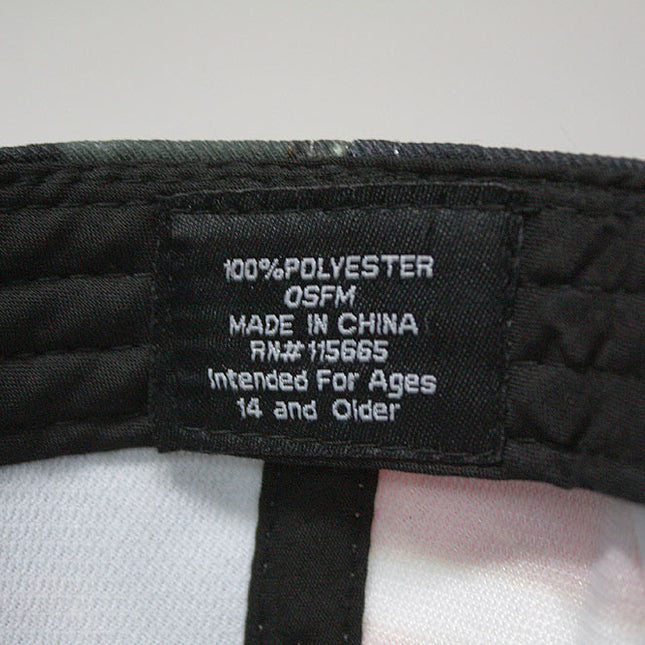 100%POLYESTER
OSFM
MADE IN CHINA
RN# 115665
Intended For Ages
14 and Older